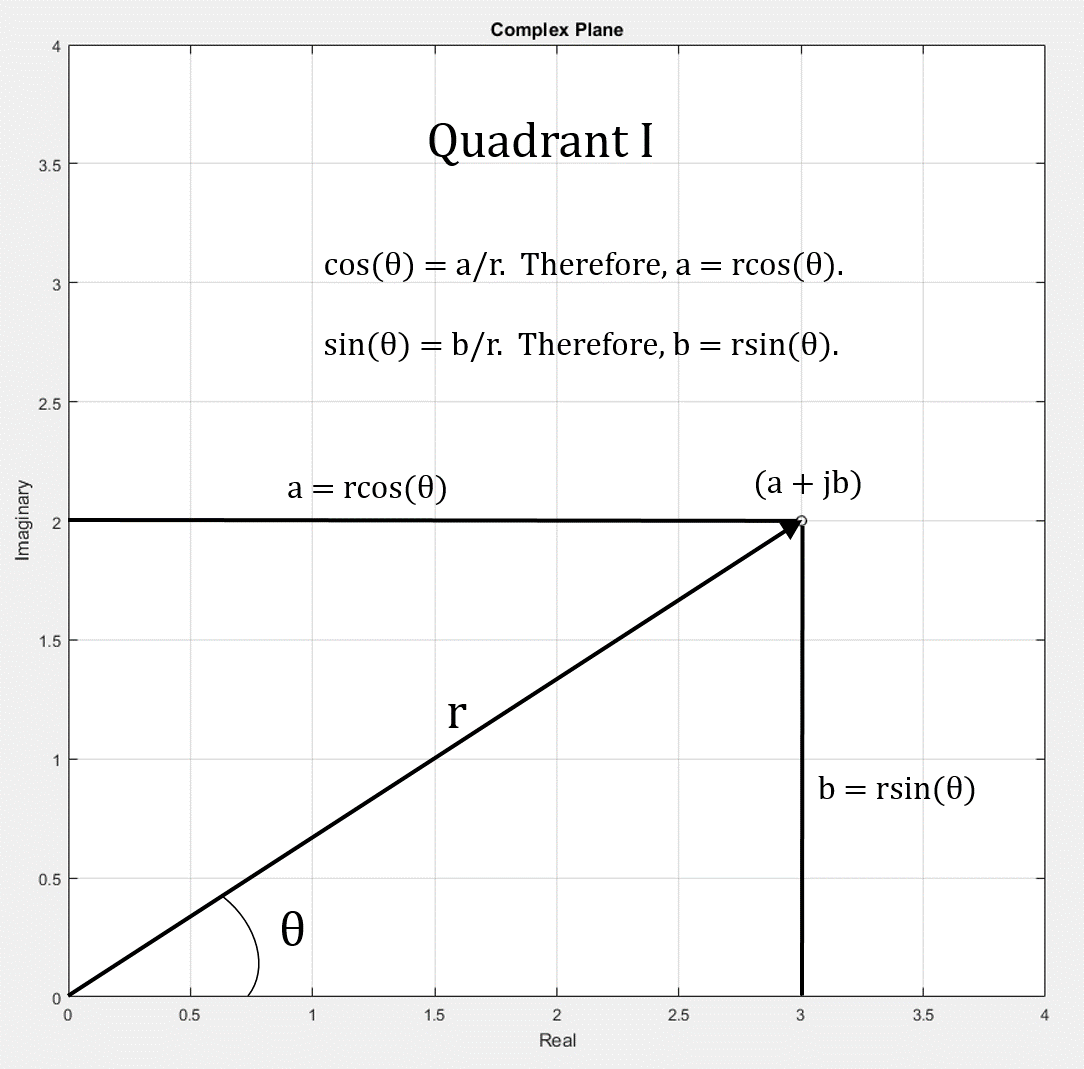 Complex Plane
4
Quadrant I
3.5
cos(θ) = a/r. Therefore, a = rcos(θ).
3
sin(θ) = b/r. Therefore, b = rsin(θ).
2.5
a = rcos(θ)
(a + jb)
Imaginary
2
1.5
r
1
b = rsin(θ)
0.5
θ
0
0 0.5 1 1.5 2 2.5 3 3.5 4
Real